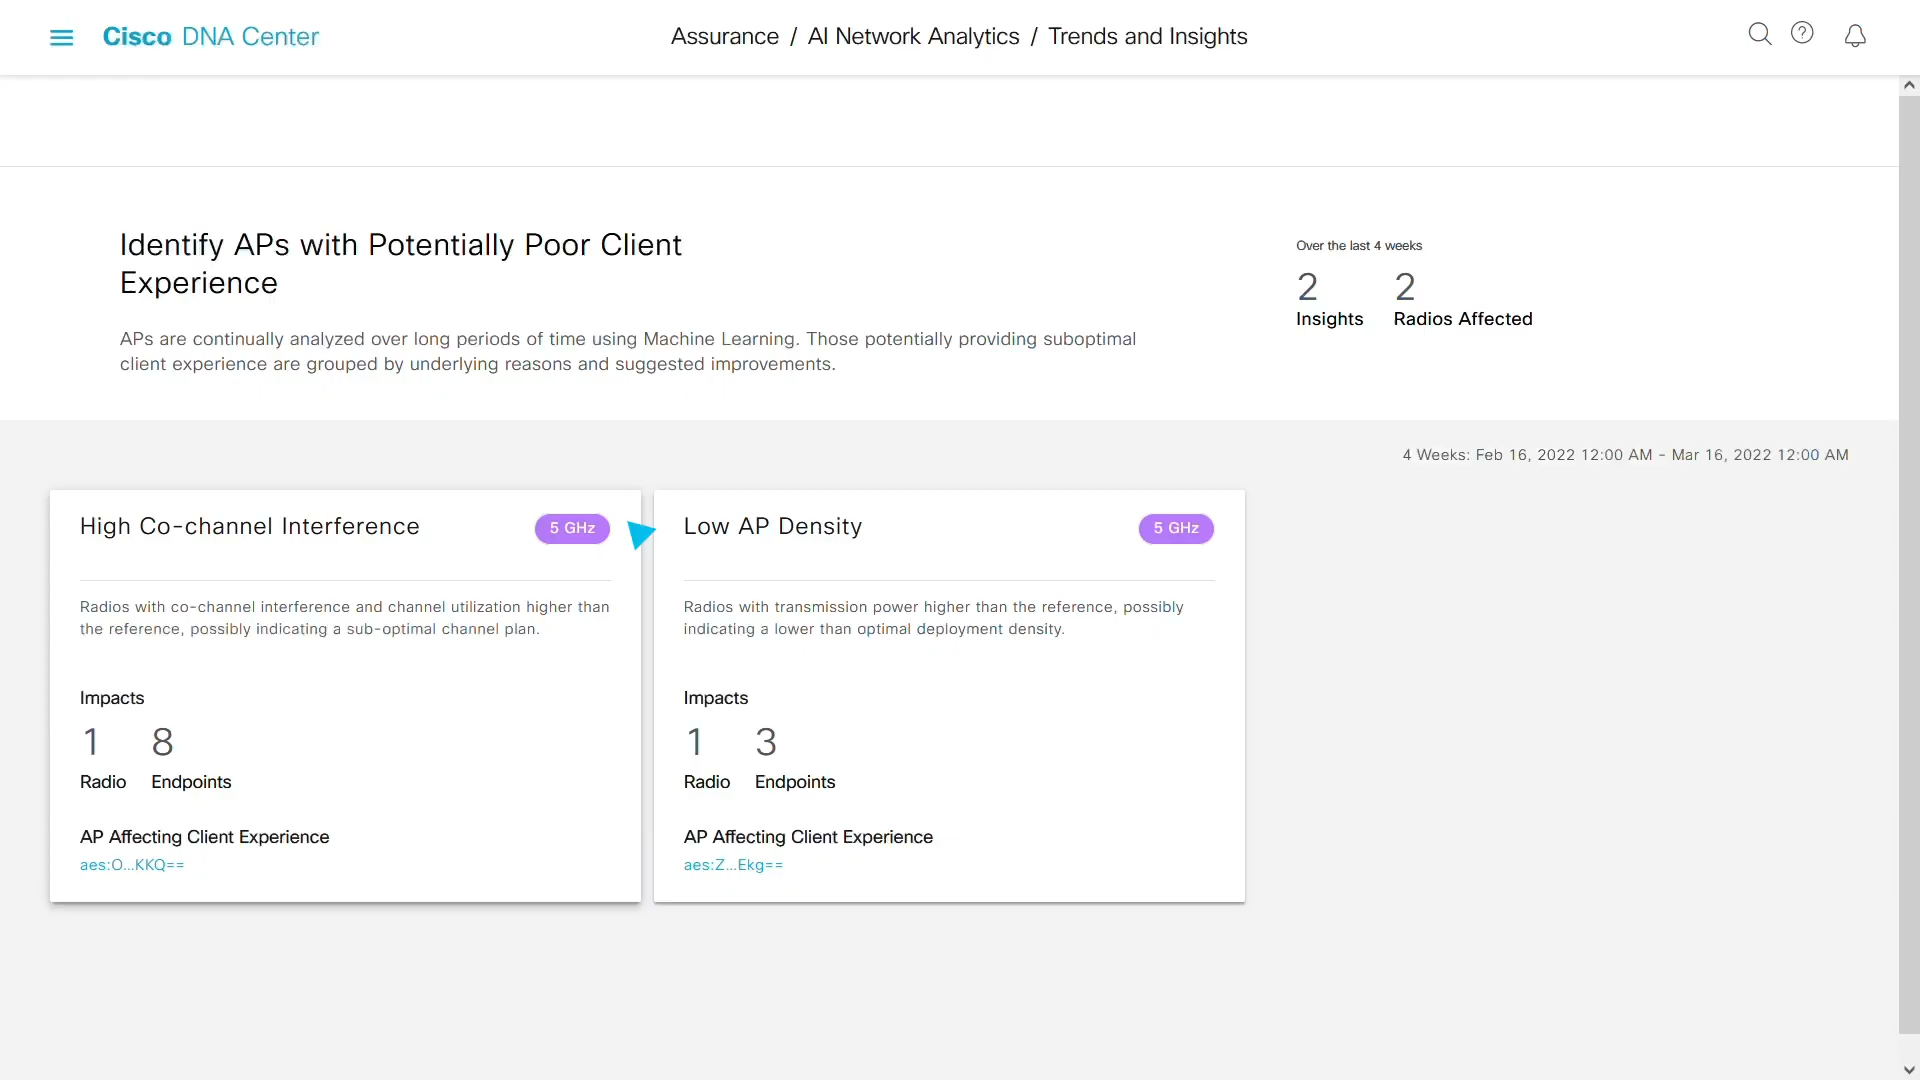 Cisco DNA Center
Assurance / AI Network Analytics / Trends and Insights
Identify APs with Potentially Poor Client
Experience
APs are continually analyzed over long periods of time using Machine Learning. Those potentially providing suboptimal
client experience are grouped by underlying reasons and suggested improvements.
Over the last 4 weeks
2 2
Insights Radios Affected
4 Weeks: Feb 16, 2022 12:00 AM - Mar 16, 2022 12:00 AM
High Co-channel Interference
5 GHz
Radios with co-channel interference and channel utilization higher than
the reference, possibly indicating a sub-optimal channel plan.
Impacts
1 8
Radio Endpoints
AP Affecting Client Experience
aes:O...KKQ==
Low AP Density
5 GHz
Radios with transmission power higher than the reference, possibly
indicating a lower than optimal deployment density.
Impacts
1 3
Radio Endpoints
AP Affecting Client Experience
aes:Z...Ekg==